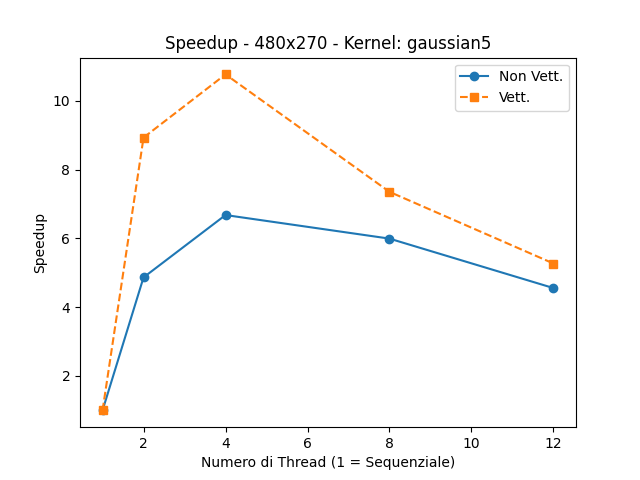 Speedup - 480x270 - Kernel: gaussian5
Non Vett.
Vett.
Speedup
10
8
6
4
2
2 4 6 8 10 12
Numero di Thread (1 = Sequenziale)